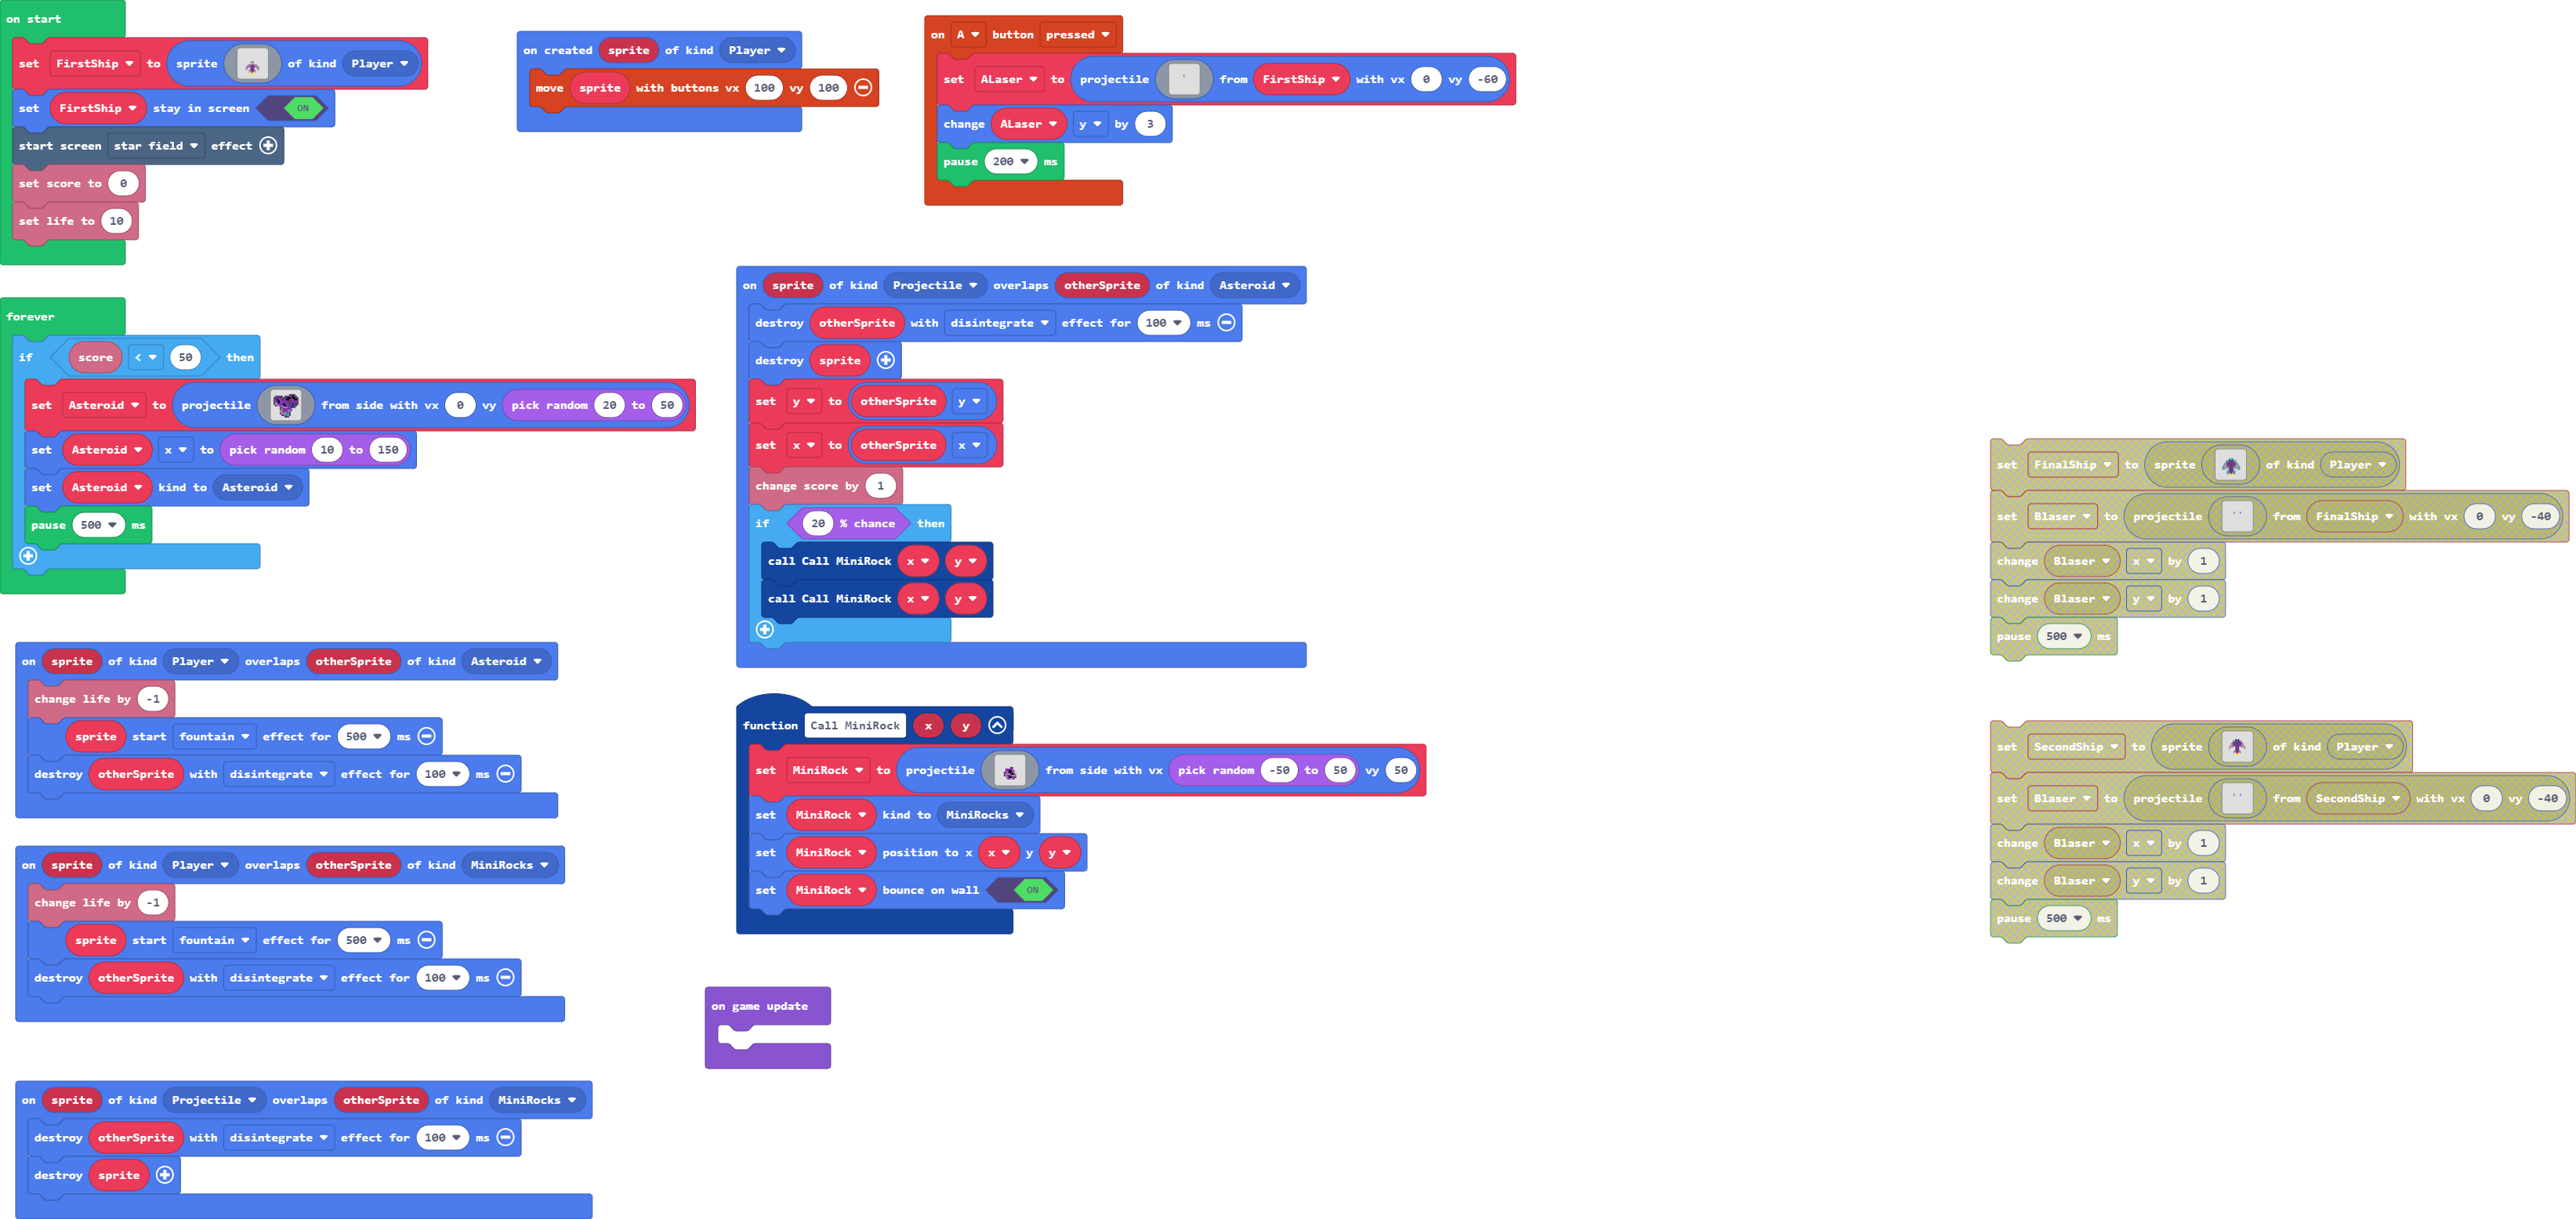 on start
set FirstShip to sprite of kind Player
set FirstShip stay in screen ON
start screen star field effect
set score to 0
set life to 10
on created sprite of kind Player
move sprite with buttons vx 100 vy 100
on A button pressed
set ALaser to projectile from FirstShip with vx 0 vy -60
change ALaser y by 3
pause 200 ms
forever
if score < 50 then
set Asteroid to projectile from side with vx 0 vy pick random 20 to 50
set Asteroid x to pick random 10 to 150
set Asteroid kind to Asteroid
pause 500 ms
on sprite of kind Projectile overlaps otherSprite of kind Asteroid
destroy otherSprite with disintegrate effect for 100 ms
destroy sprite
set y to otherSprite y
set x to otherSprite x
change score by 1
if 20 % chance then
call Call MiniRock x y
call Call MiniRock x y
on sprite of kind Player overlaps otherSprite of kind Asteroid
change life by -1
sprite start fountain effect for 500 ms
destroy otherSprite with disintegrate effect for 100 ms
function Call MiniRock x y
set MiniRock to projectile from side with vx pick random -50 to 50 vy 50
set MiniRock kind to MiniRocks
set MiniRock position to x x y y
set MiniRock bounce on wall ON
on sprite of kind Player overlaps otherSprite of kind MiniRocks
change life by -1
sprite start fountain effect for 500 ms
destroy otherSprite with disintegrate effect for 100 ms
on game update
on sprite of kind Projectile overlaps otherSprite of kind MiniRocks
destroy otherSprite with disintegrate effect for 100 ms
destroy sprite
set FinalShip to sprite of kind Player
set Blaser to projectile from FinalShip with vx 0 vy -40
change Blaser x by 1
change Blaser y by 1
pause 500 ms
set SecondShip to sprite of kind Player
set Blaser to projectile from SecondShip with vx 0 vy -40
change Blaser x by 1
change Blaser y by 1
pause 500 ms